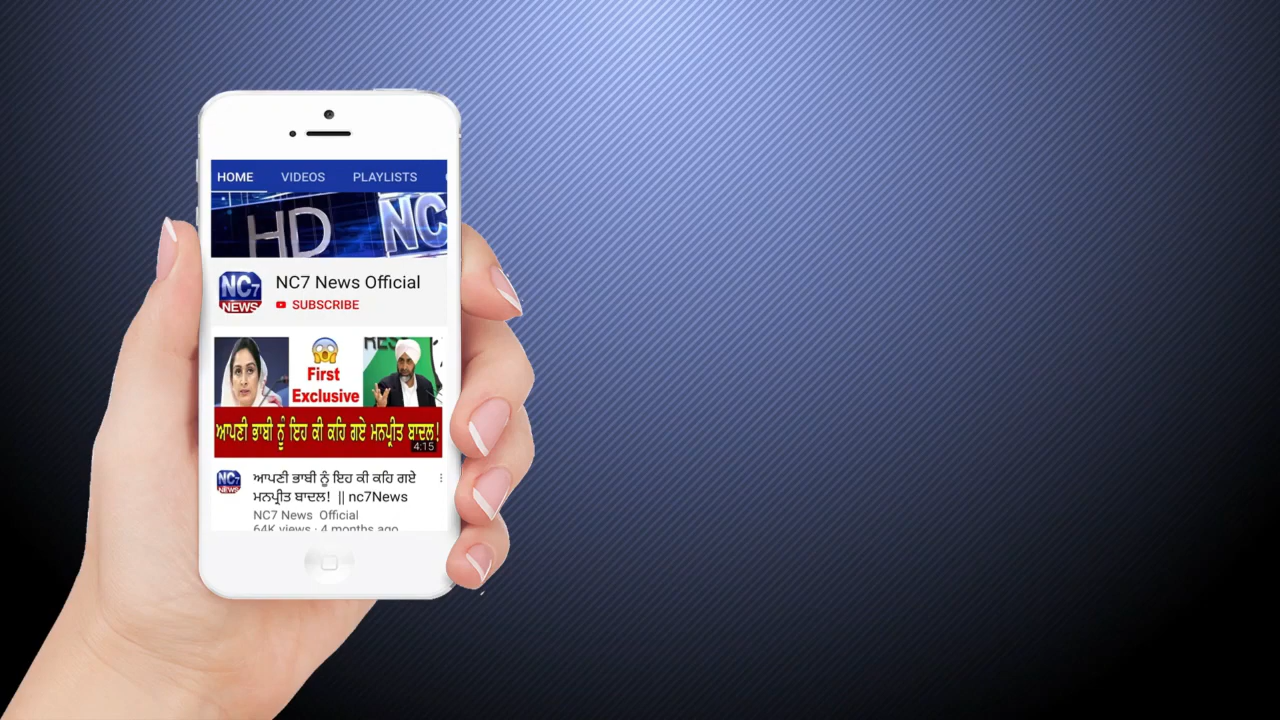 HOME VIDEOS PLAYLISTS
HD NC
NC7 NEWS
NC7 News Official
SUBSCRIBE
First
Exclusive
ਆਪਣੀ ਭਾਬੀ ਨੂੰ ਇਹ ਕੀ ਕਹਿ ਗਏ ਮਨਪ੍ਰੀਤ ਬਾਦਲ!
4:15
NC7 NEWS
ਆਪਣੀ ਭਾਬੀ ਨੂੰ ਇਹ ਕੀ ਕਹਿ ਗਏ
ਮਨਪ੍ਰੀਤ ਬਾਦਲ! || nc7News
NC7 News Official
64K views · 4 months ago